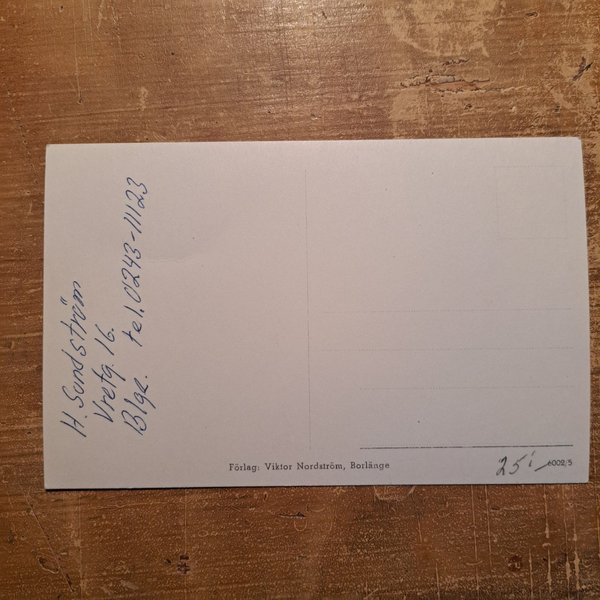 H. Sundström
Vretg. 16.
Blge. tel. 0243-11123
Förlag: Viktor Nordström, Borlänge
25:-
6002/5